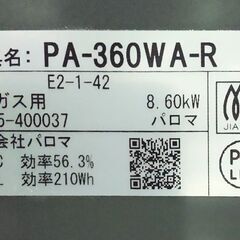 名: PA-360WA-R
E2-1-42
ガス用 8.60kW
5-400037 パロマ
会社パロマ
効率56.3%
効率210Wh
JIA